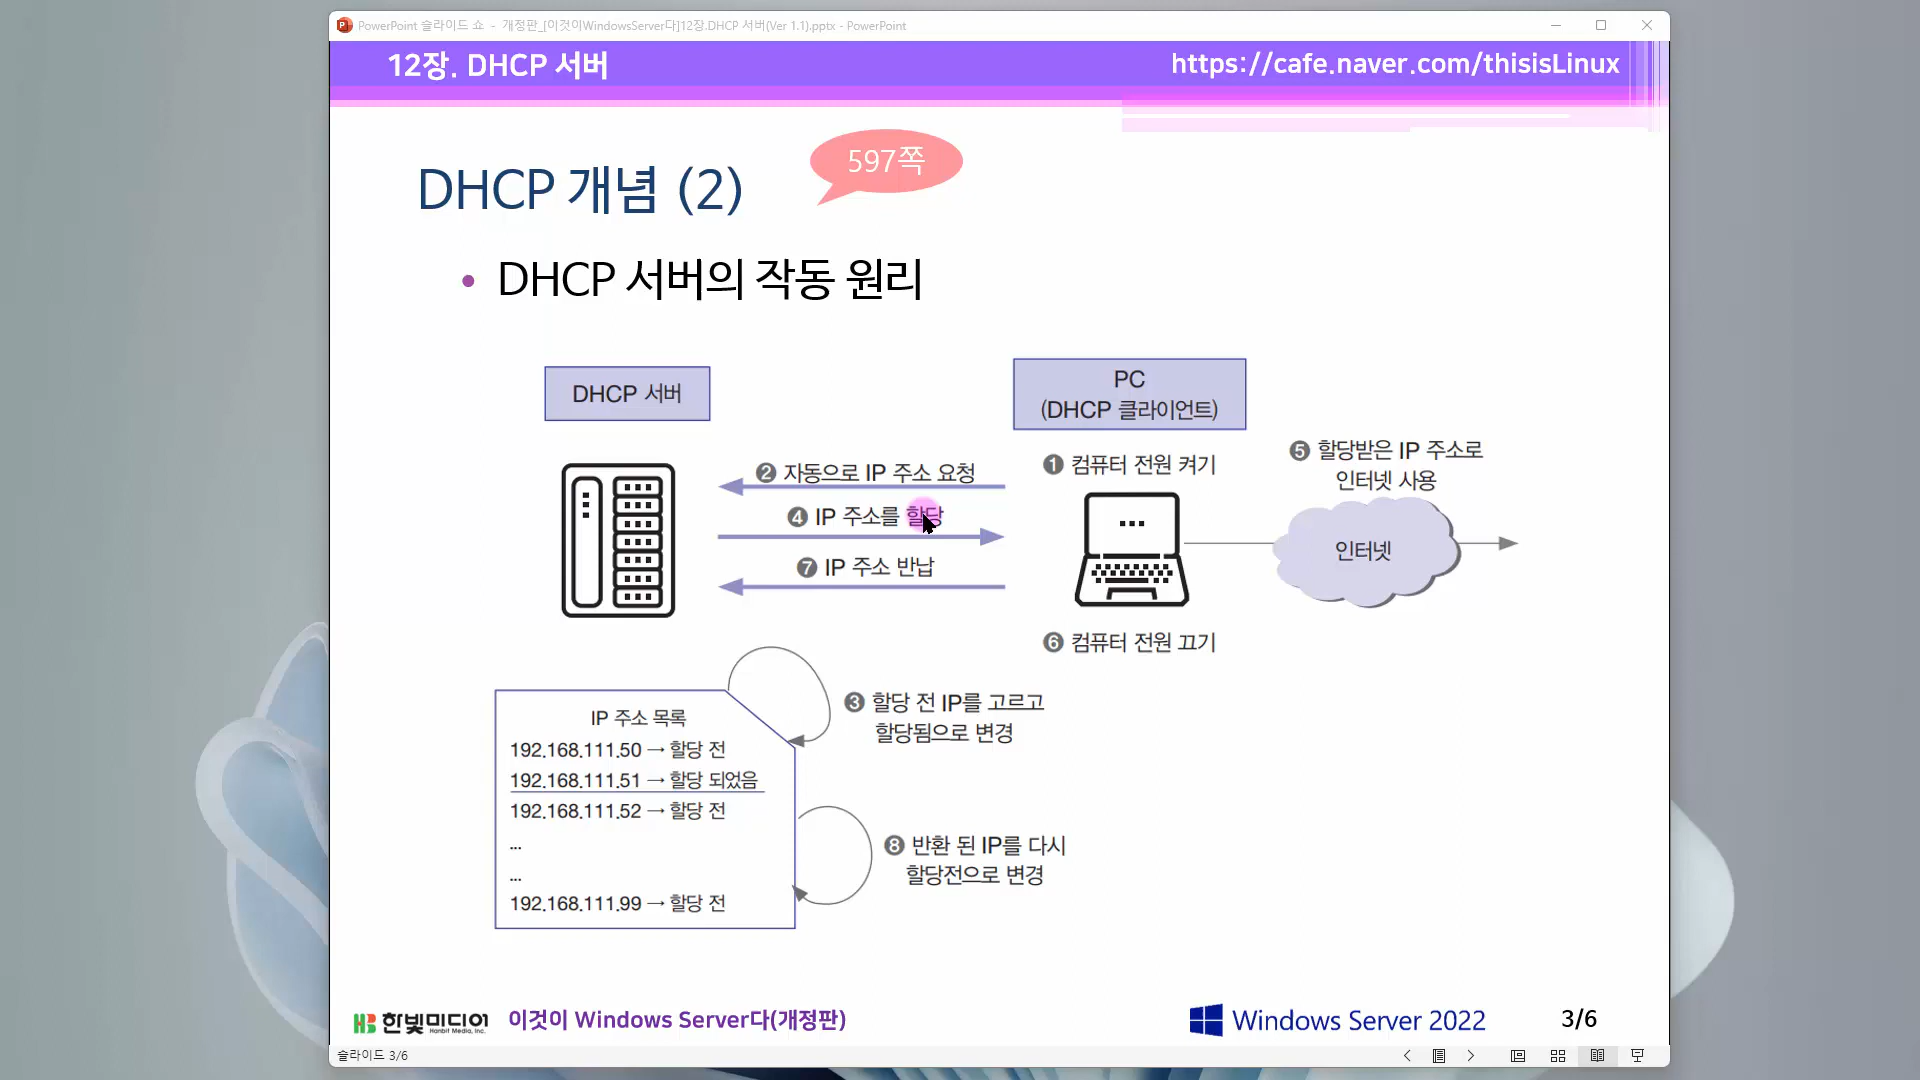 PowerPoint 슬라이드 쇼 - 개정판_[이것이WindowsServer다]12장.DHCP 서버(Ver 1.1).pptx - PowerPoint
12장. DHCP 서버
https://cafe.naver.com/thisisLinux
DHCP 개념 (2)
597쪽
• DHCP 서버의 작동 원리
DHCP 서버
PC
(DHCP 클라이언트)
❶ 컴퓨터 전원 켜기
❷ 자동으로 IP 주소 요청
❹ IP 주소를 할당
❼ IP 주소 반납
❺ 할당받은 IP 주소로
인터넷 사용
인터넷
❻ 컴퓨터 전원 끄기
❸ 할당 전 IP를 고르고
할당됨으로 변경
IP 주소 목록
192.168.111.50 → 할당 전
192.168.111.51 → 할당 되었음
192.168.111.52 → 할당 전
...
...
192.168.111.99 → 할당 전
❽ 반환 된 IP를 다시
할당전으로 변경
한빛미디어
Hanbit Media, Inc.
이것이 Windows Server다(개정판)
Windows Server 2022
3/6
슬라이드 3/6